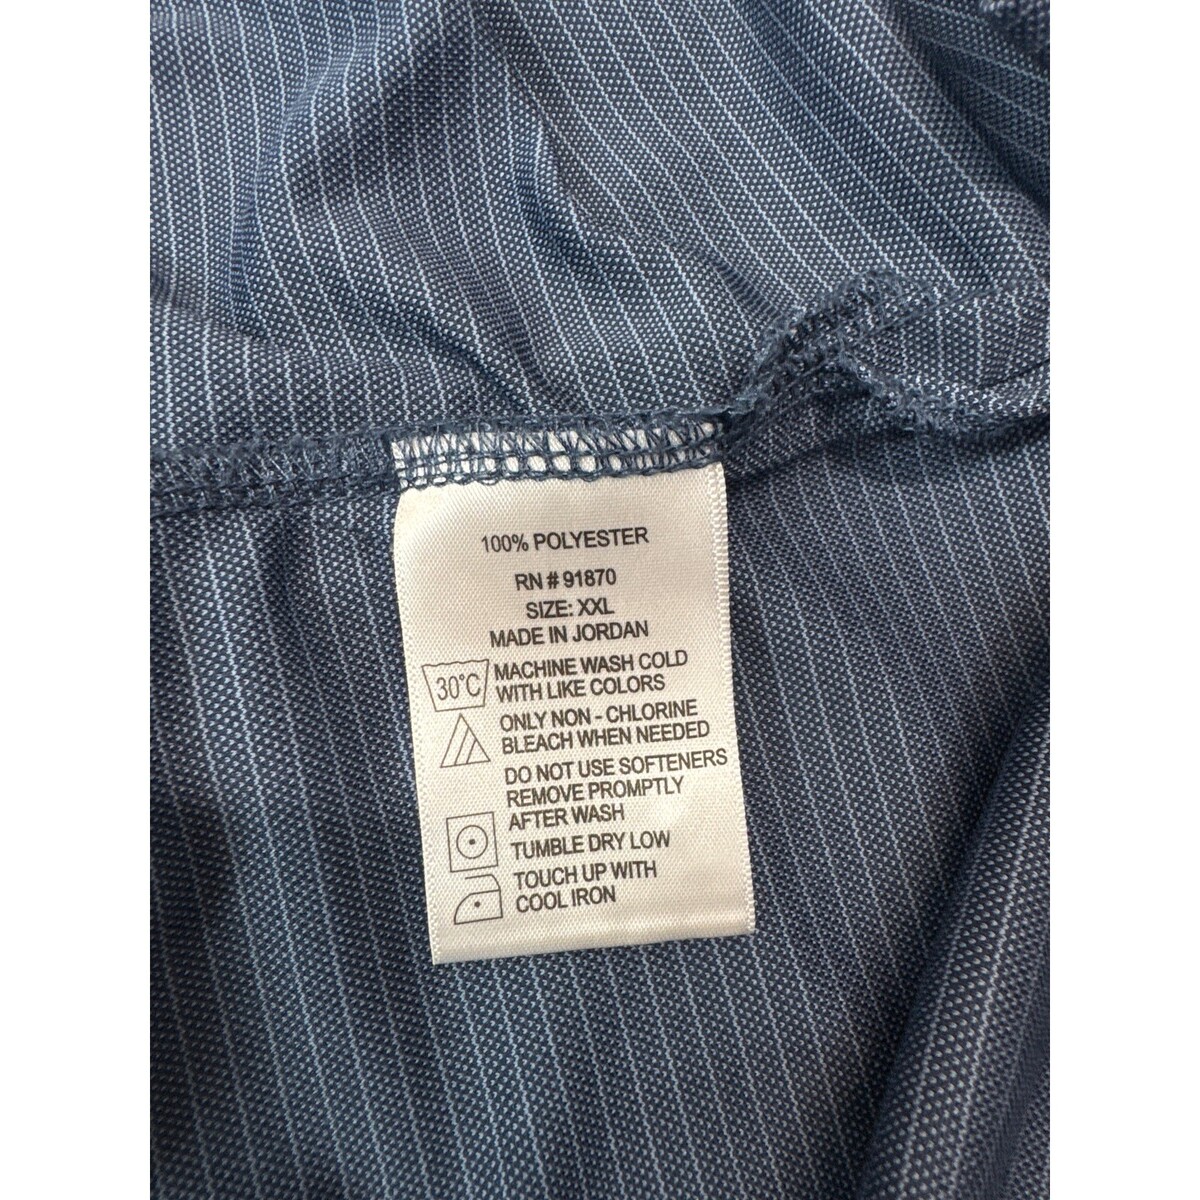 100% POLYESTER
RN # 91870
SIZE: XXL
MADE IN JORDAN
30°C
MACHINE WASH COLD
WITH LIKE COLORS
ONLY NON - CHLORINE
BLEACH WHEN NEEDED
DO NOT USE SOFTENERS
REMOVE PROMPTLY
AFTER WASH
TUMBLE DRY LOW
TOUCH UP WITH
COOL IRON